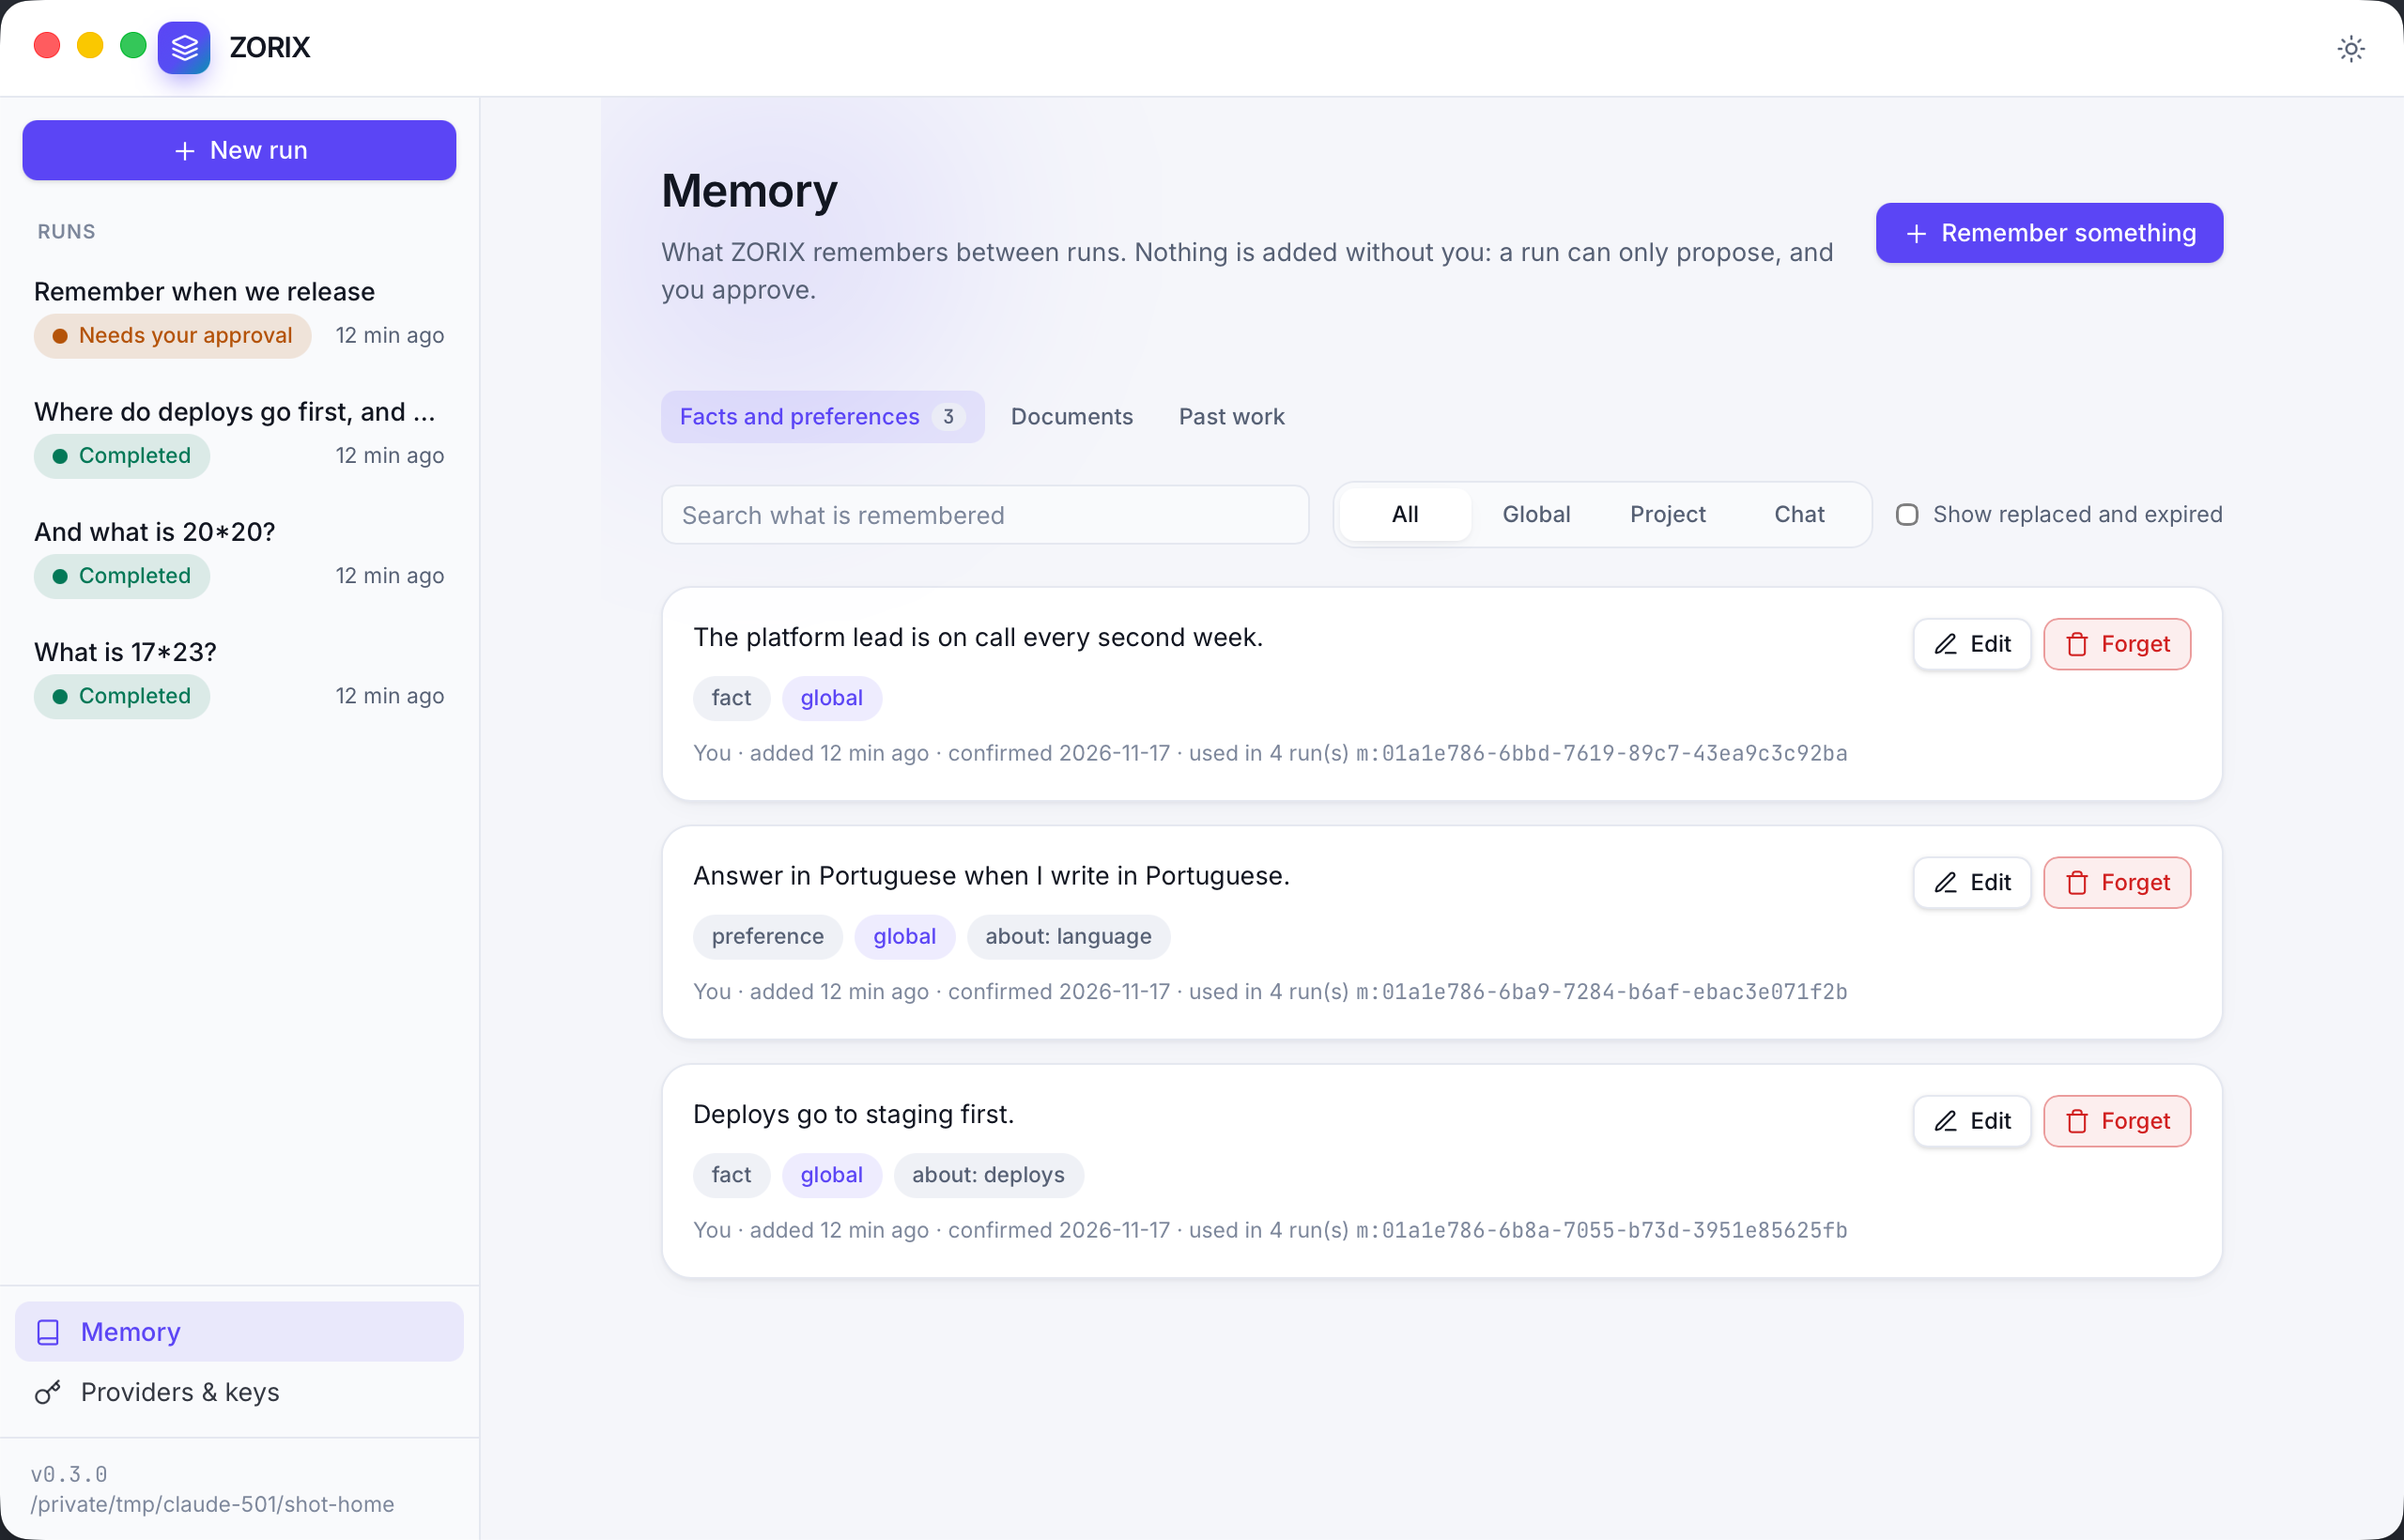 ZORIX
New run
RUNS
Remember when we release
Needs your approval 12 min ago
Where do deploys go first, and ...
Completed 12 min ago
And what is 20*20?
Completed 12 min ago
What is 17*23?
Completed 12 min ago
Memory
Providers & keys
v0.3.0
/private/tmp/claude-501/shot-home
Memory
What ZORIX remembers between runs. Nothing is added without you: a run can only propose, and
you approve.
Remember something
Facts and preferences 3 Documents Past work
Search what is remembered All Global Project Chat Show replaced and expired
The platform lead is on call every second week.
Edit Forget
fact global
You · added 12 min ago · confirmed 2026-11-17 · used in 4 run(s) m:01a1e786-6bbd-7619-89c7-43ea9c3c92ba
Answer in Portuguese when I write in Portuguese.
Edit Forget
preference global about: language
You · added 12 min ago · confirmed 2026-11-17 · used in 4 run(s) m:01a1e786-6ba9-7284-b6af-ebac3e071f2b
Deploys go to staging first.
Edit Forget
fact global about: deploys
You · added 12 min ago · confirmed 2026-11-17 · used in 4 run(s) m:01a1e786-6b8a-7055-b73d-3951e85625fb